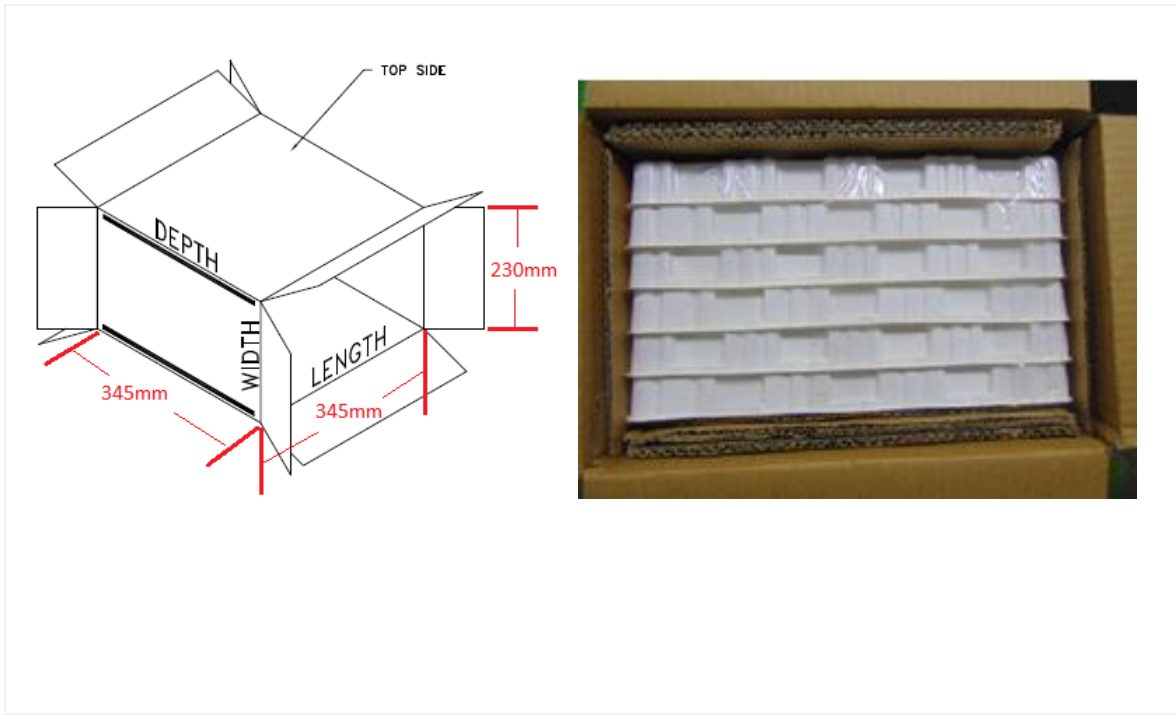 TOP SIDE
DEPTH
230mm
WIDTH
LENGTH
345mm
345mm